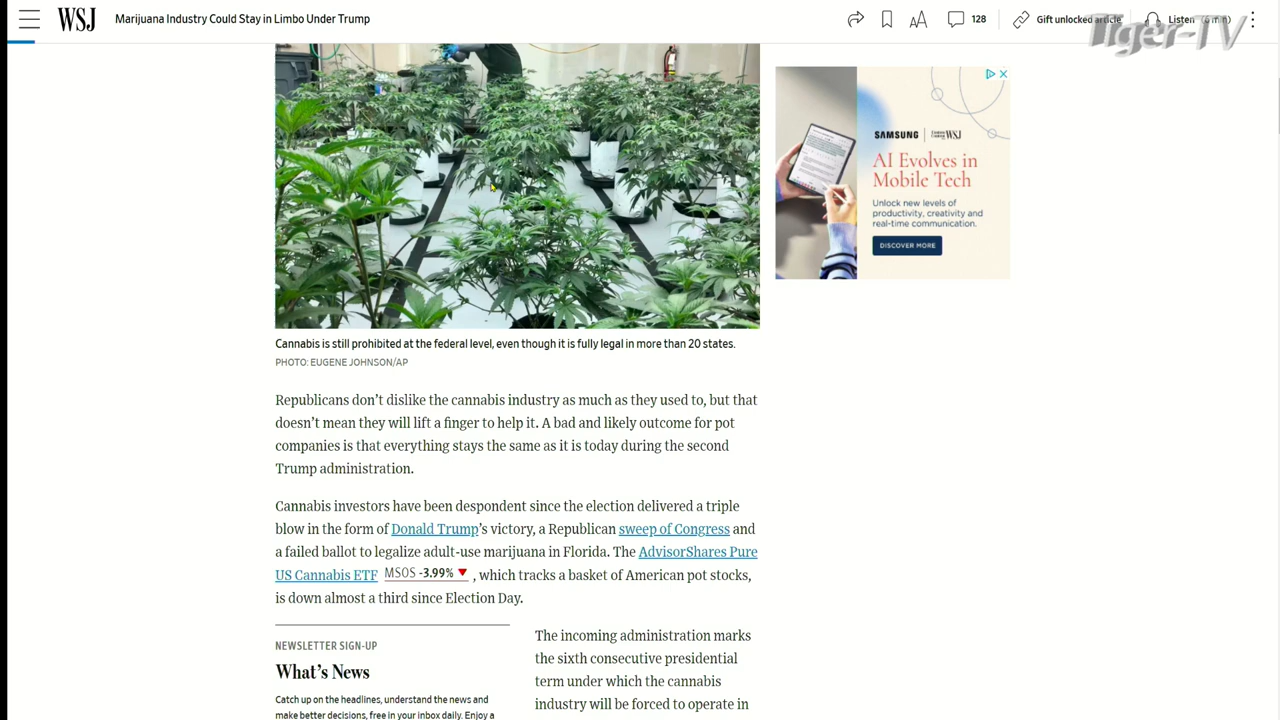 WSJ
Marijuana Industry Could Stay in Limbo Under Trump
128
Gift unlocked article
Listen
Tiger-TV
SAMSUNG
WSJ
AI Evolves in
Mobile Tech
Unlock new levels of
productivity, creativity and
real-time communication.
DISCOVER MORE
Cannabis is still prohibited at the federal level, even though it is fully legal in more than 20 states.
PHOTO: EUGENE JOHNSON/AP
Republicans don’t dislike the cannabis industry as much as they used to, but that
doesn’t mean they will lift a finger to help it. A bad and likely outcome for pot
companies is that everything stays the same as it is today during the second
Trump administration.
Cannabis investors have been despondent since the election delivered a triple
blow in the form of Donald Trump’s victory, a Republican sweep of Congress and
a failed ballot to legalize adult-use marijuana in Florida. The AdvisorShares Pure
US Cannabis ETF MSOS -3.99% ▼ , which tracks a basket of American pot stocks,
is down almost a third since Election Day.
NEWSLETTER SIGN-UP
What’s News
Catch up on the headlines, understand the news and
make better decisions, free in your inbox daily. Enjoy a
The incoming administration marks
the sixth consecutive presidential
term under which the cannabis
industry will be forced to operate in